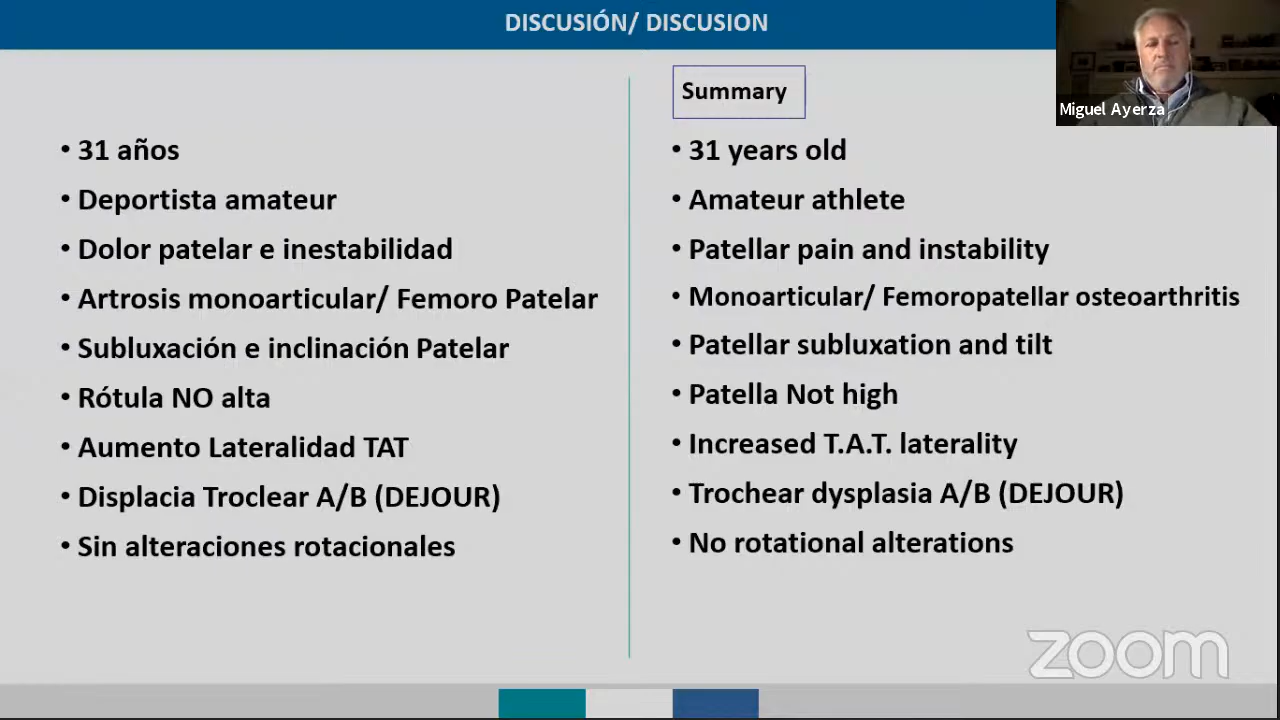 DISCUSIÓN/ DISCUSION
Miguel Ayerza
• 31 años
• Deportista amateur
• Dolor patelar e inestabilidad
• Artrosis monoarticular/ Femoro Patelar
• Subluxación e inclinación Patelar
• Rótula NO alta
• Aumento Lateralidad TAT
• Displacia Troclear A/B (DEJOUR)
• Sin alteraciones rotacionales
Summary
• 31 years old
• Amateur athlete
• Patellar pain and instability
• Monoarticular/ Femoropatellar osteoarthritis
• Patellar subluxation and tilt
• Patella Not high
• Increased T.A.T. laterality
• Trochear dysplasia A/B (DEJOUR)
• No rotational alterations
zoom